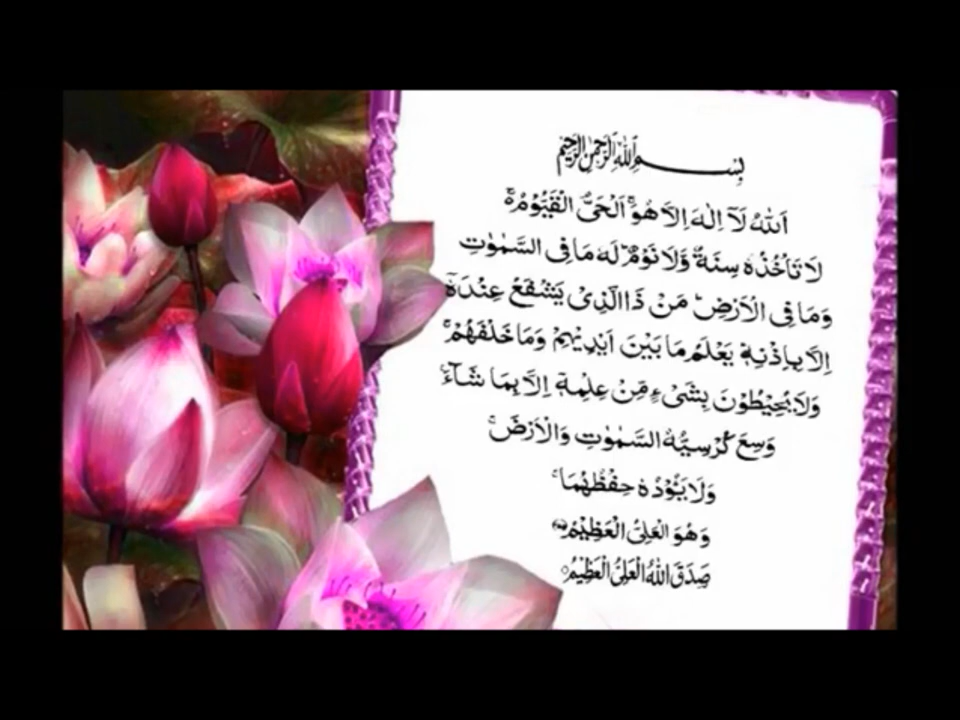 بِسْمِ اللّٰهِ الرَّحْمٰنِ الرَّحِیْمِ
اَللّٰهُ لَاۤ اِلٰهَ اِلَّا هُوَۚ اَلْحَیُّ الْقَیُّوْمُ ۚ۬
لَا تَاْخُذُهٗ سِنَةٌ وَّلَا نَوْمٌؕ لَهٗ مَا فِی السَّمٰوٰتِ
وَمَا فِی الْاَرْضِؕ مَنْ ذَا الَّذِیْ یَشْفَعُ عِنْدَهٗۤ
اِلَّا بِاِذْنِهٖؕ یَعْلَمُ مَا بَیْنَ اَیْدِیْهِمْ وَمَا خَلْفَهُمْۚ
وَلَا یُحِیْطُوْنَ بِشَیْءٍ مِّنْ عِلْمِهٖۤ اِلَّا بِمَا شَآءَۚ
وَسِعَ كُرْسِیُّهُ السَّمٰوٰتِ وَالْاَرْضَۚ
وَلَا یَـُٔوْدُهٗ حِفْظُهُمَاۚ
وَهُوَ الْعَلِیُّ الْعَظِیْمُ
صَدَقَ اللّٰهُ الْعَلِیُّ الْعَظِیْمُ